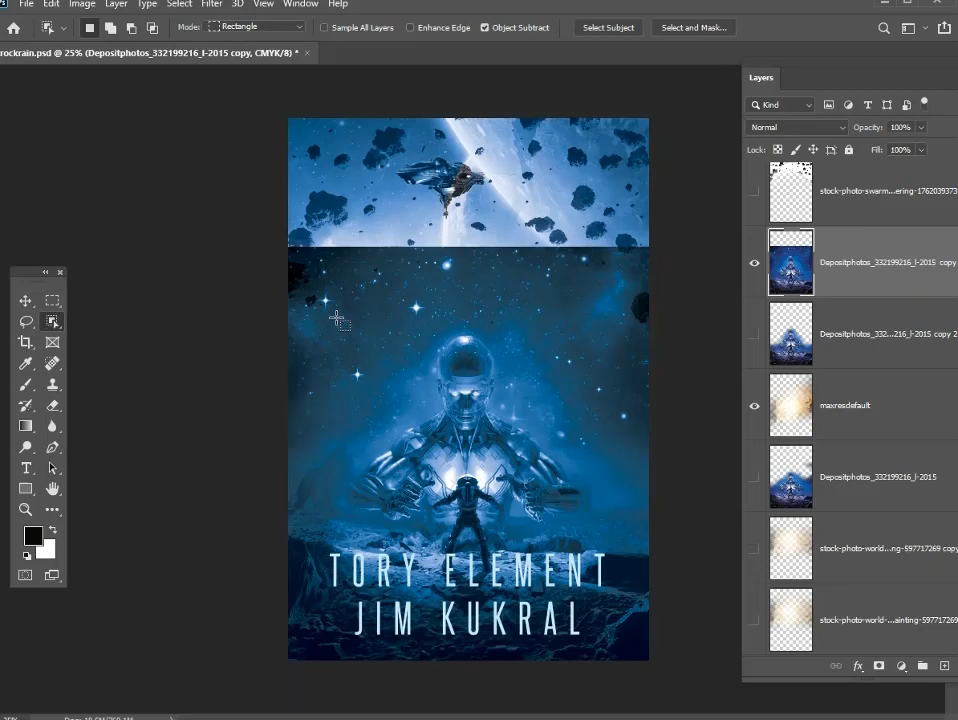 File Edit Image Layer Type Select Filter 3D View Window Help
Mode: Rectangle Sample All Layers Enhance Edge Object Subtract Select Subject Select and Mask...
rockrain.psd @ 25% (Depositphotos_332199216_l-2015 copy, CMYK/8) *
Layers
Kind
Normal Opacity: 100%
Lock: Fill: 100%
stock-photo-swarm...ering-1762039373
Depositphotos_332199216_l-2015 copy
Depositphotos_332...216_l-2015 copy 2
maxresdefault
Depositphotos_332199216_l-2015
stock-photo-world...ng-597717269 copy
stock-photo-world-...ainting-597717269
TORY ELEMENT
JIM KUKRAL